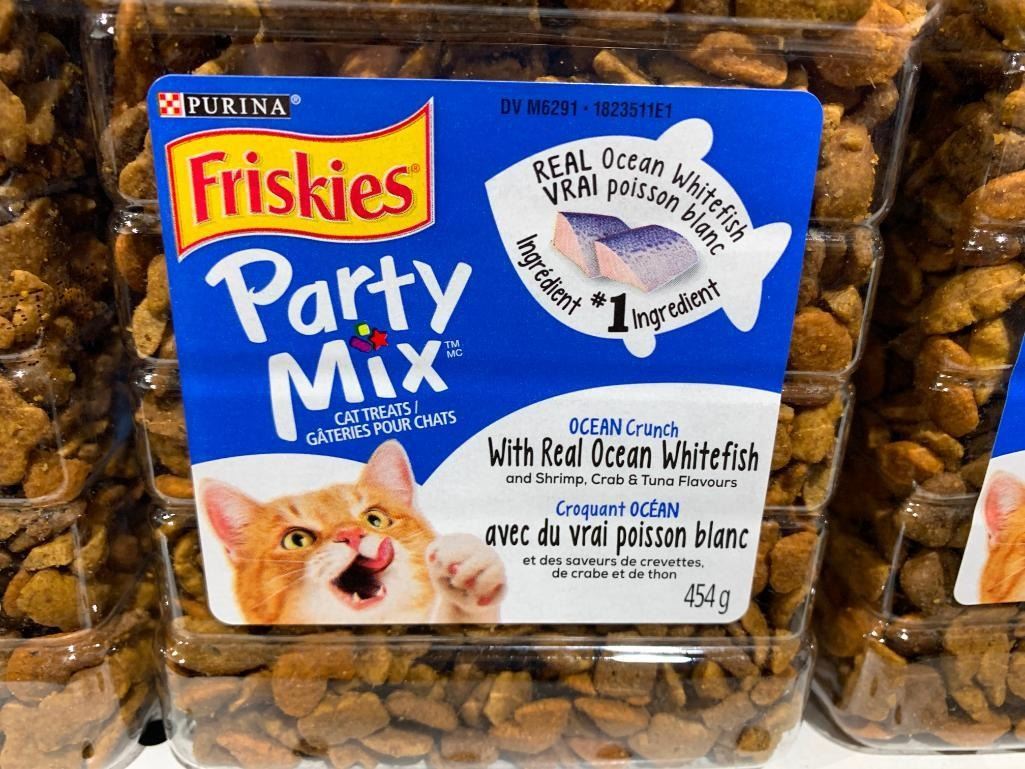 PURINA®
DV M6291 - 1823511E1
Friskies®
REAL Ocean Whitefish
VRAI poisson blanc
Ingrédient #1 Ingredient
Party
Mix TM MC
CAT TREATS /
GÂTERIES POUR CHATS
OCEAN Crunch
With Real Ocean Whitefish
and Shrimp, Crab & Tuna Flavours
Croquant OCÉAN
avec du vrai poisson blanc
et des saveurs de crevettes,
de crabe et de thon
454 g